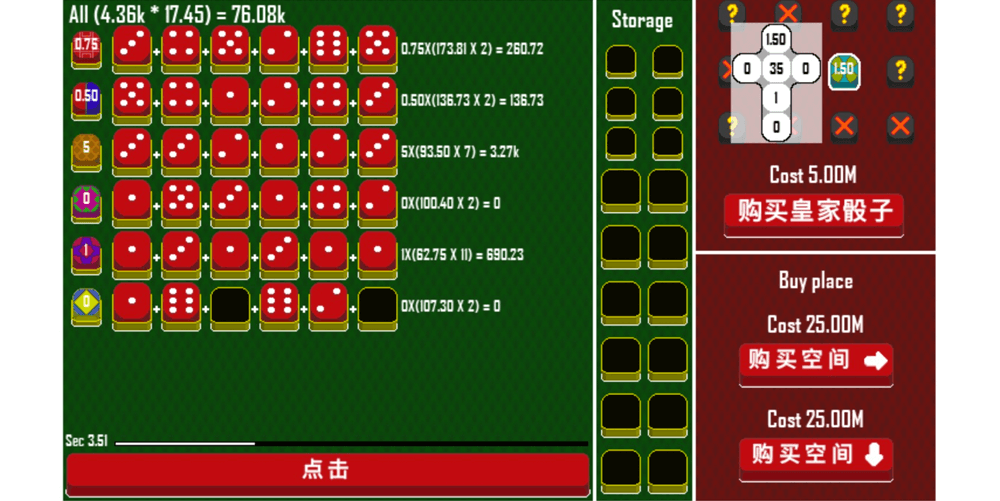 All (4.36k * 17.45) = 76.08k
0.75
0.75X(173.81 X 2) = 260.72
0.50
0.50X(136.73 X 2) = 136.73
5
5X(93.50 X 7) = 3.27k
0
0X(100.40 X 2) = 0
1
1X(62.75 X 11) = 690.23
0
0X(107.30 X 2) = 0
Sec 3.51
点击
Storage
? ? ?
1.50
0 35 0
1.50 ?
1
? 0
Cost 5.00M
购买皇家骰子
Buy place
Cost 25.00M
购买空间
Cost 25.00M
购买空间